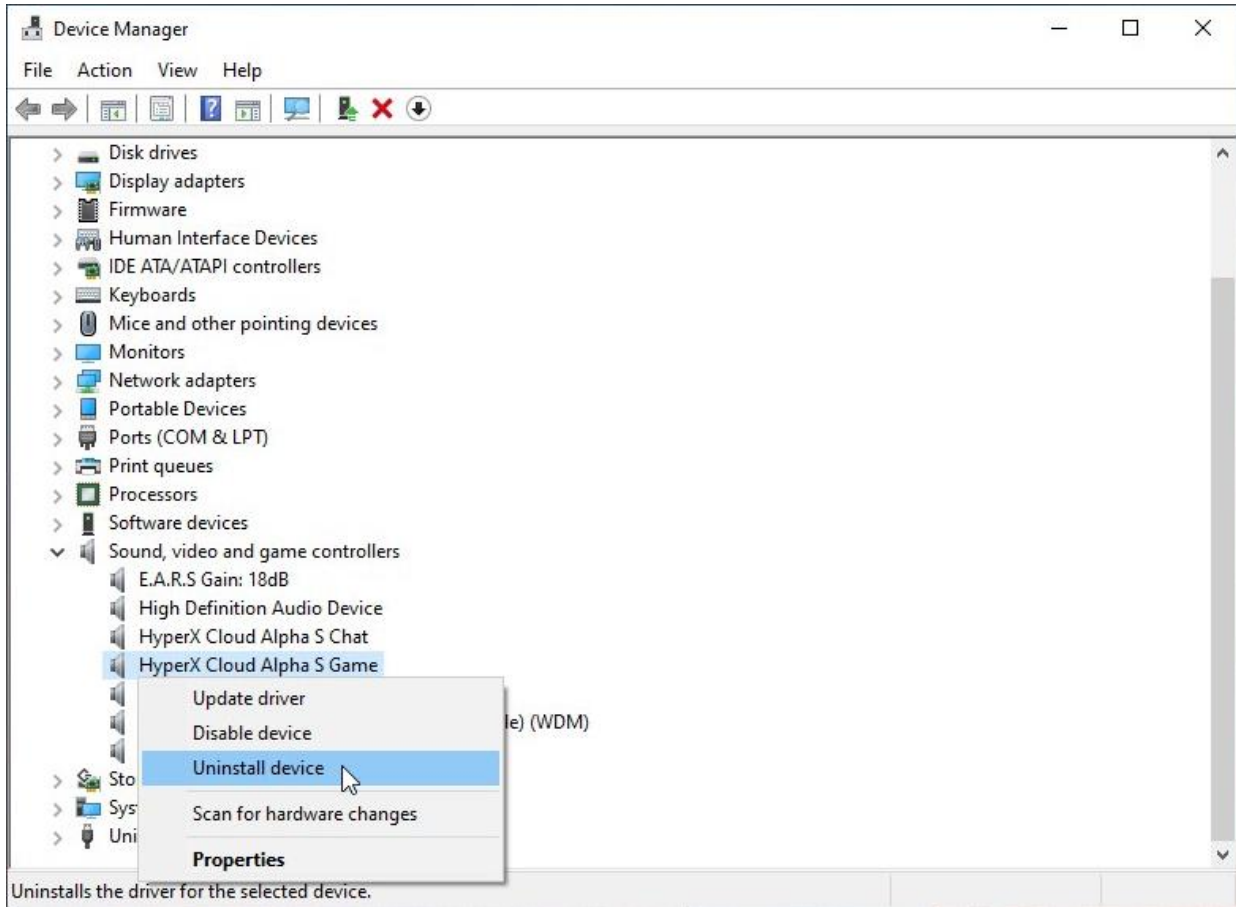 Device Manager
File Action View Help
Disk drives
Display adapters
Firmware
Human Interface Devices
IDE ATA/ATAPI controllers
Keyboards
Mice and other pointing devices
Monitors
Network adapters
Portable Devices
Ports (COM & LPT)
Print queues
Processors
Software devices
Sound, video and game controllers
E.A.R.S Gain: 18dB
High Definition Audio Device
HyperX Cloud Alpha S Chat
HyperX Cloud Alpha S Game
Update driver
le) (WDM)
Disable device
Uninstall device
Sto
Sys
Scan for hardware changes
Uni
Properties
Uninstalls the driver for the selected device.